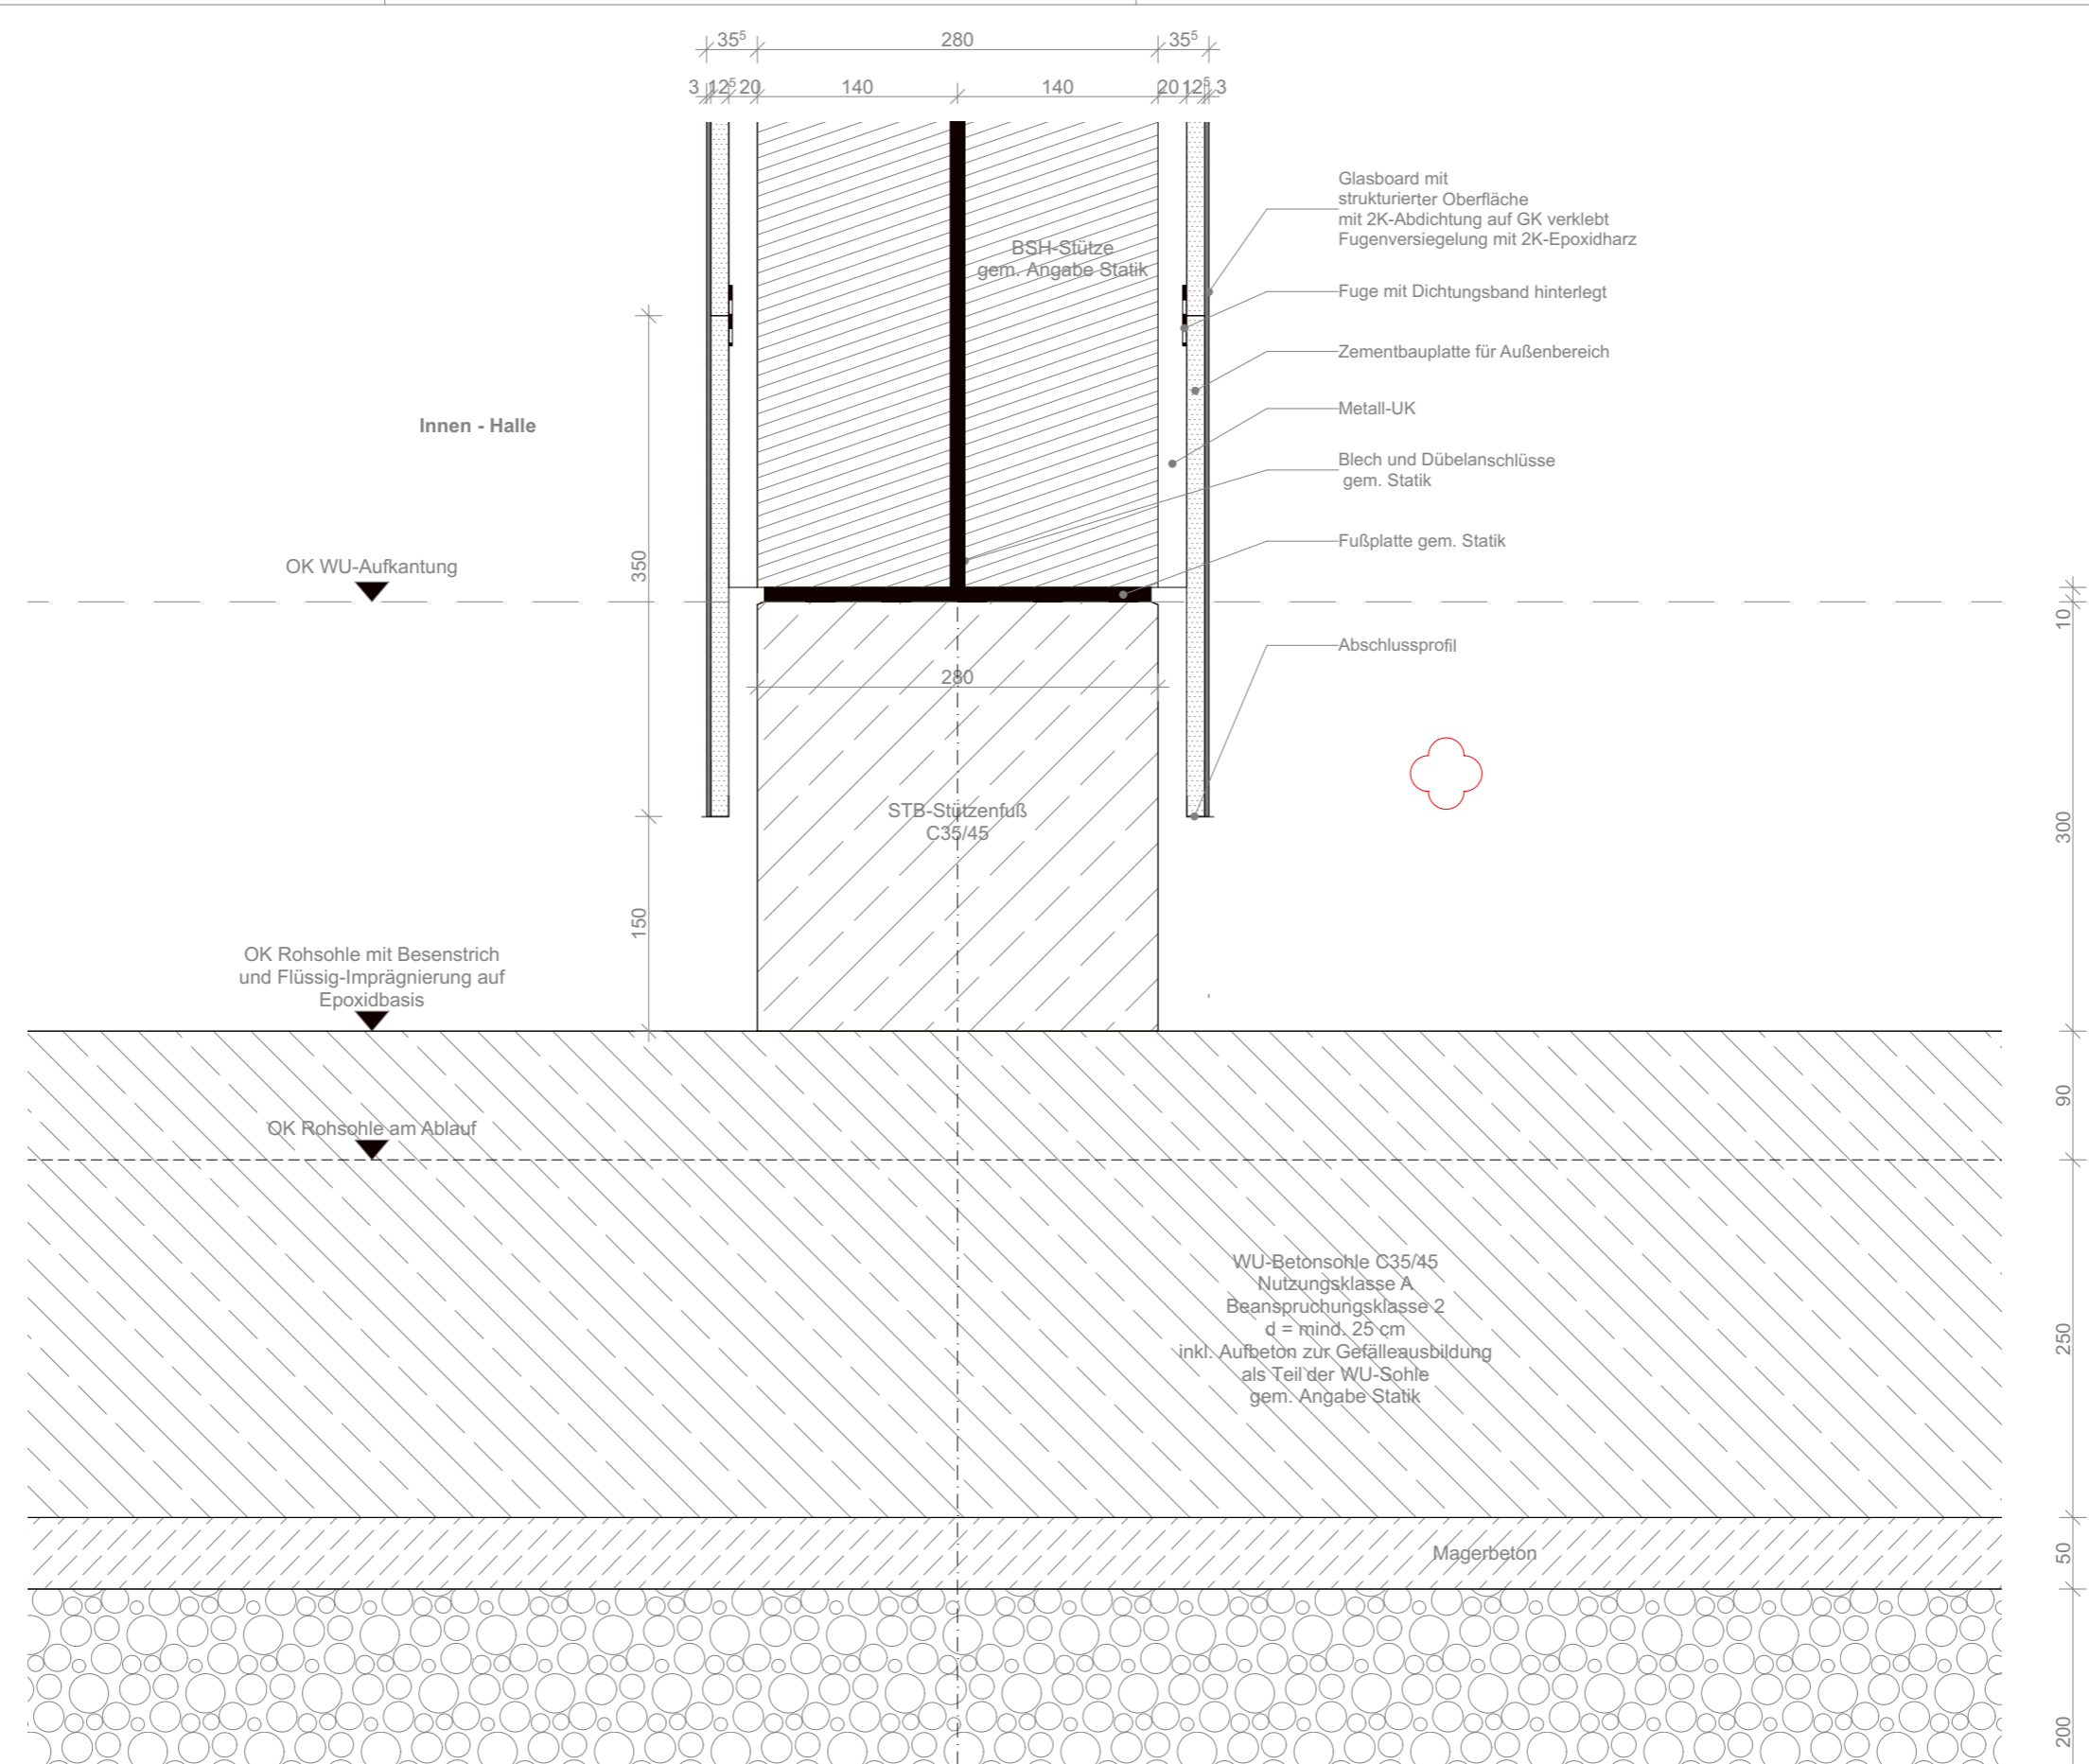 35⁵ 280 35⁵
3 12⁵ 20 140 140 20 12⁵ 3
Glasboard mit
strukturierter Oberfläche
mit 2K-Abdichtung auf GK verklebt
Fugenversiegelung mit 2K-Epoxidharz
BSH-Stütze
gem. Angabe Statik
Fuge mit Dichtungsband hinterlegt
Zementbauplatte für Außenbereich
Metall-UK
Innen - Halle
Blech und Dübelanschlüsse
gem. Statik
Fußplatte gem. Statik
350
OK WU-Aufkantung
10
Abschlussprofil
280
STB-Stützenfuß
C35/45
300
150
OK Rohsohle mit Besenstrich
und Flüssig-Imprägnierung auf
Epoxidbasis
90
OK Rohsohle am Ablauf
WU-Betonsohle C35/45
Nutzungsklasse A
Beanspruchungsklasse 2
d = mind. 25 cm
inkl. Aufbeton zur Gefälleausbildung
als Teil der WU-Sohle
gem. Angabe Statik
250
Magerbeton
50
200